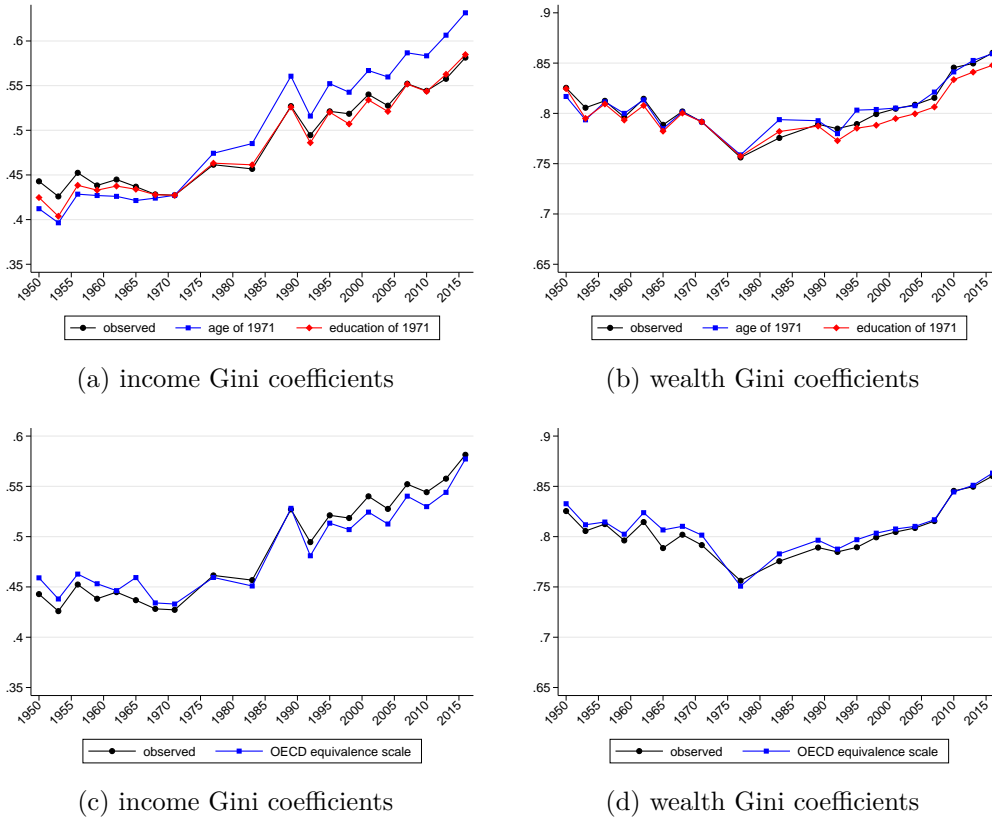 .6
.55
.5
.45
.4
.35
1950 1955 1960 1965 1970 1975 1980 1985 1990 1995 2000 2005 2010 2015
observed age of 1971 education of 1971
(a) income Gini coefficients
.9
.85
.8
.75
.7
.65
1950 1955 1960 1965 1970 1975 1980 1985 1990 1995 2000 2005 2010 2015
observed age of 1971 education of 1971
(b) wealth Gini coefficients
.6
.55
.5
.45
.4
.35
1950 1955 1960 1965 1970 1975 1980 1985 1990 1995 2000 2005 2010 2015
observed OECD equivalence scale
(c) income Gini coefficients
.9
.85
.8
.75
.7
.65
1950 1955 1960 1965 1970 1975 1980 1985 1990 1995 2000 2005 2010 2015
observed OECD equivalence scale
(d) wealth Gini coefficients